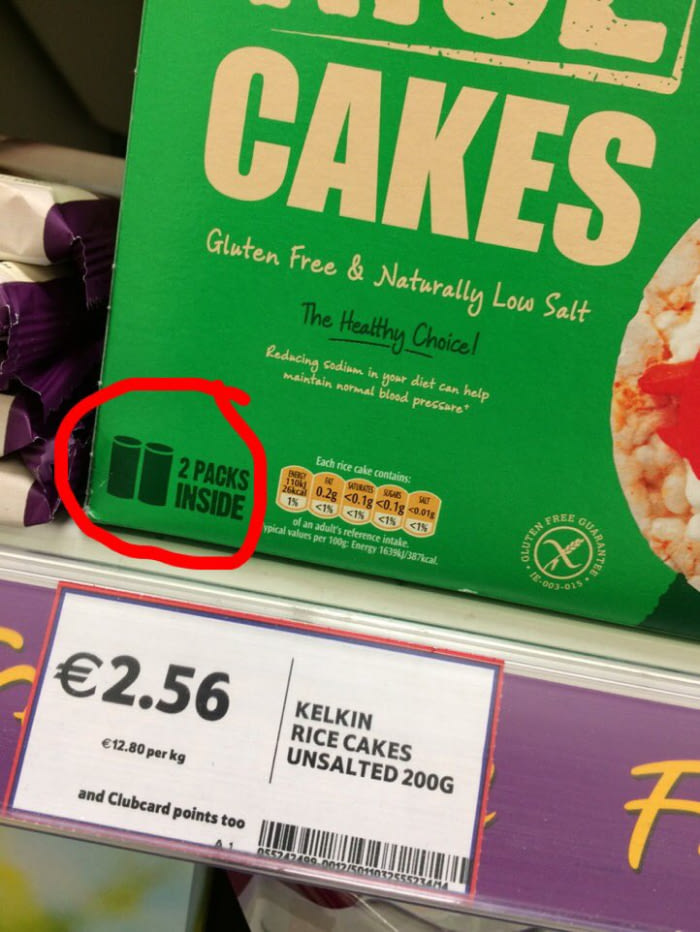 CAKES
Gluten Free & Naturally Low Salt
The Healthy Choice!
Reducing sodium in your diet can help
maintain normal blood pressure+
2 PACKS
INSIDE
Each rice cake contains:
ENERGY FAT SATURATES SUGARS SALT
110kJ
26kcal 0.2g <0.1g <0.1g <0.01g
1% <1% <1% <1% <1%
of an adult's reference intake.
Typical values per 100g: Energy 1639kJ/387kcal.
GLUTEN FREE GUARANTEE
IE-003-015
€2.56
€12.80 per kg
and Clubcard points too
KELKIN
RICE CAKES
UNSALTED 200G
A 1